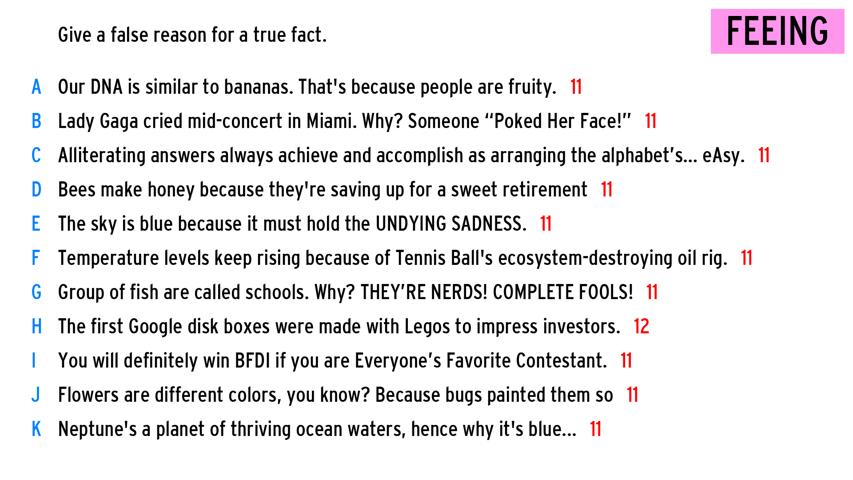 Give a false reason for a true fact.
FEEING
A Our DNA is similar to bananas. That's because people are fruity. 11
B Lady Gaga cried mid-concert in Miami. Why? Someone “Poked Her Face!” 11
C Alliterating answers always achieve and accomplish as arranging the alphabet’s... eAsy. 11
D Bees make honey because they're saving up for a sweet retirement 11
E The sky is blue because it must hold the UNDYING SADNESS. 11
F Temperature levels keep rising because of Tennis Ball's ecosystem-destroying oil rig. 11
G Group of fish are called schools. Why? THEY’RE NERDS! COMPLETE FOOLS! 11
H The first Google disk boxes were made with Legos to impress investors. 12
I You will definitely win BFDI if you are Everyone’s Favorite Contestant. 11
J Flowers are different colors, you know? Because bugs painted them so 11
K Neptune's a planet of thriving ocean waters, hence why it's blue... 11